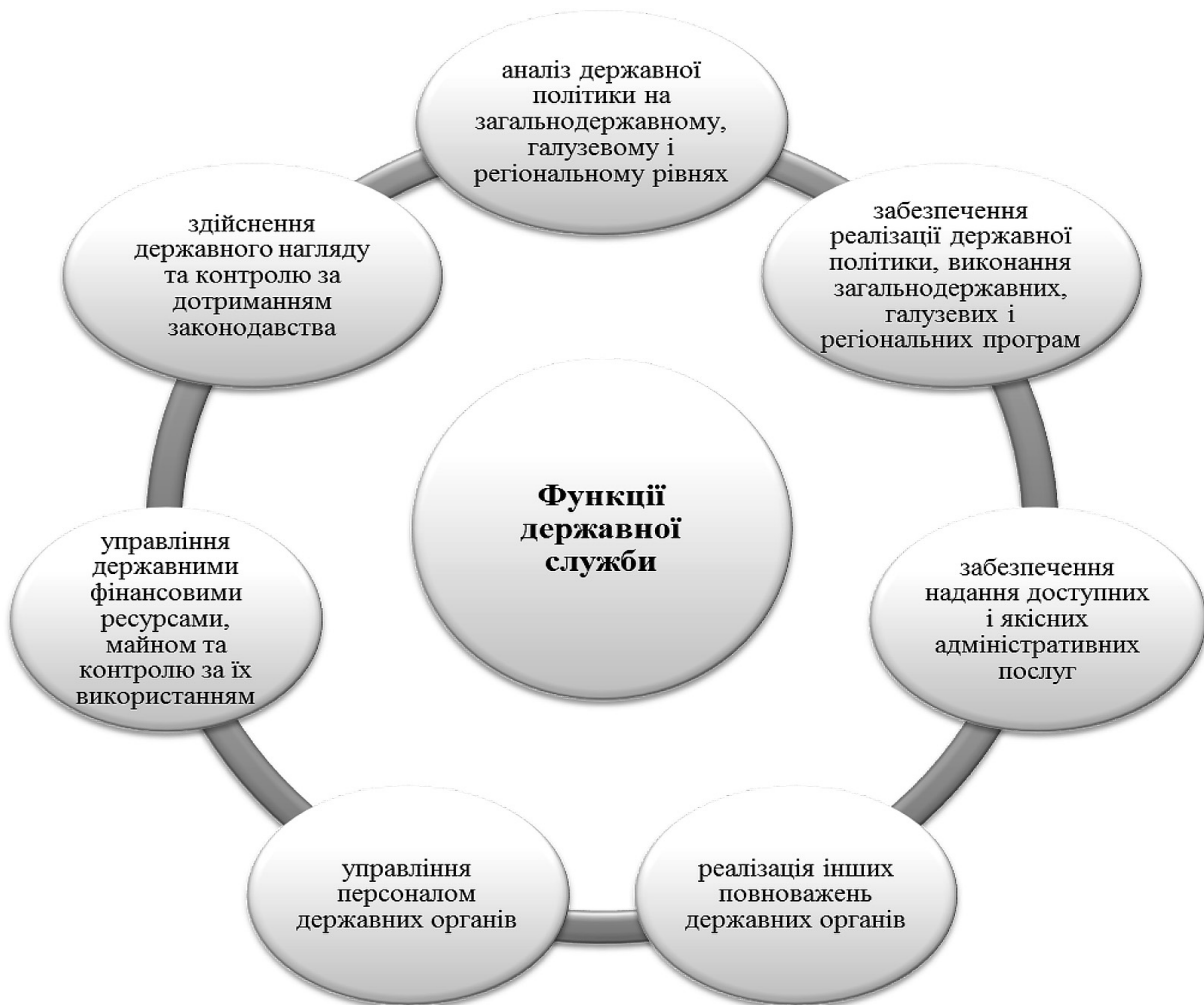 аналіз державної
політики на
загальнодержавному,
галузевому і
регіональному рівнях
забезпечення
реалізації державної
політики, виконання
загальнодержавних,
галузевих і
регіональних програм
забезпечення
надання доступних
і якісних
адміністративних
послуг
реалізація інших
повноважень
державних органів
управління
персоналом
державних органів
управління
державними
фінансовими
ресурсами,
майном та
контролю за їх
використанням
здійснення
державного нагляду
та контролю за
дотриманням
законодавства
Функції
державної
служби